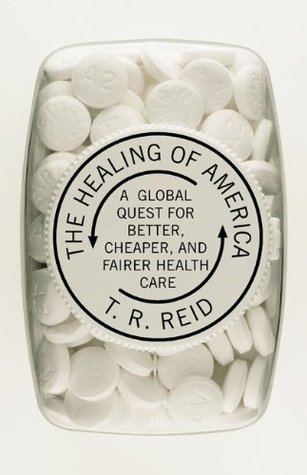 THE HEALING OF AMERICA
A GLOBAL
QUEST FOR
BETTER,
CHEAPER, AND
FAIRER HEALTH
CARE
T. R. REID